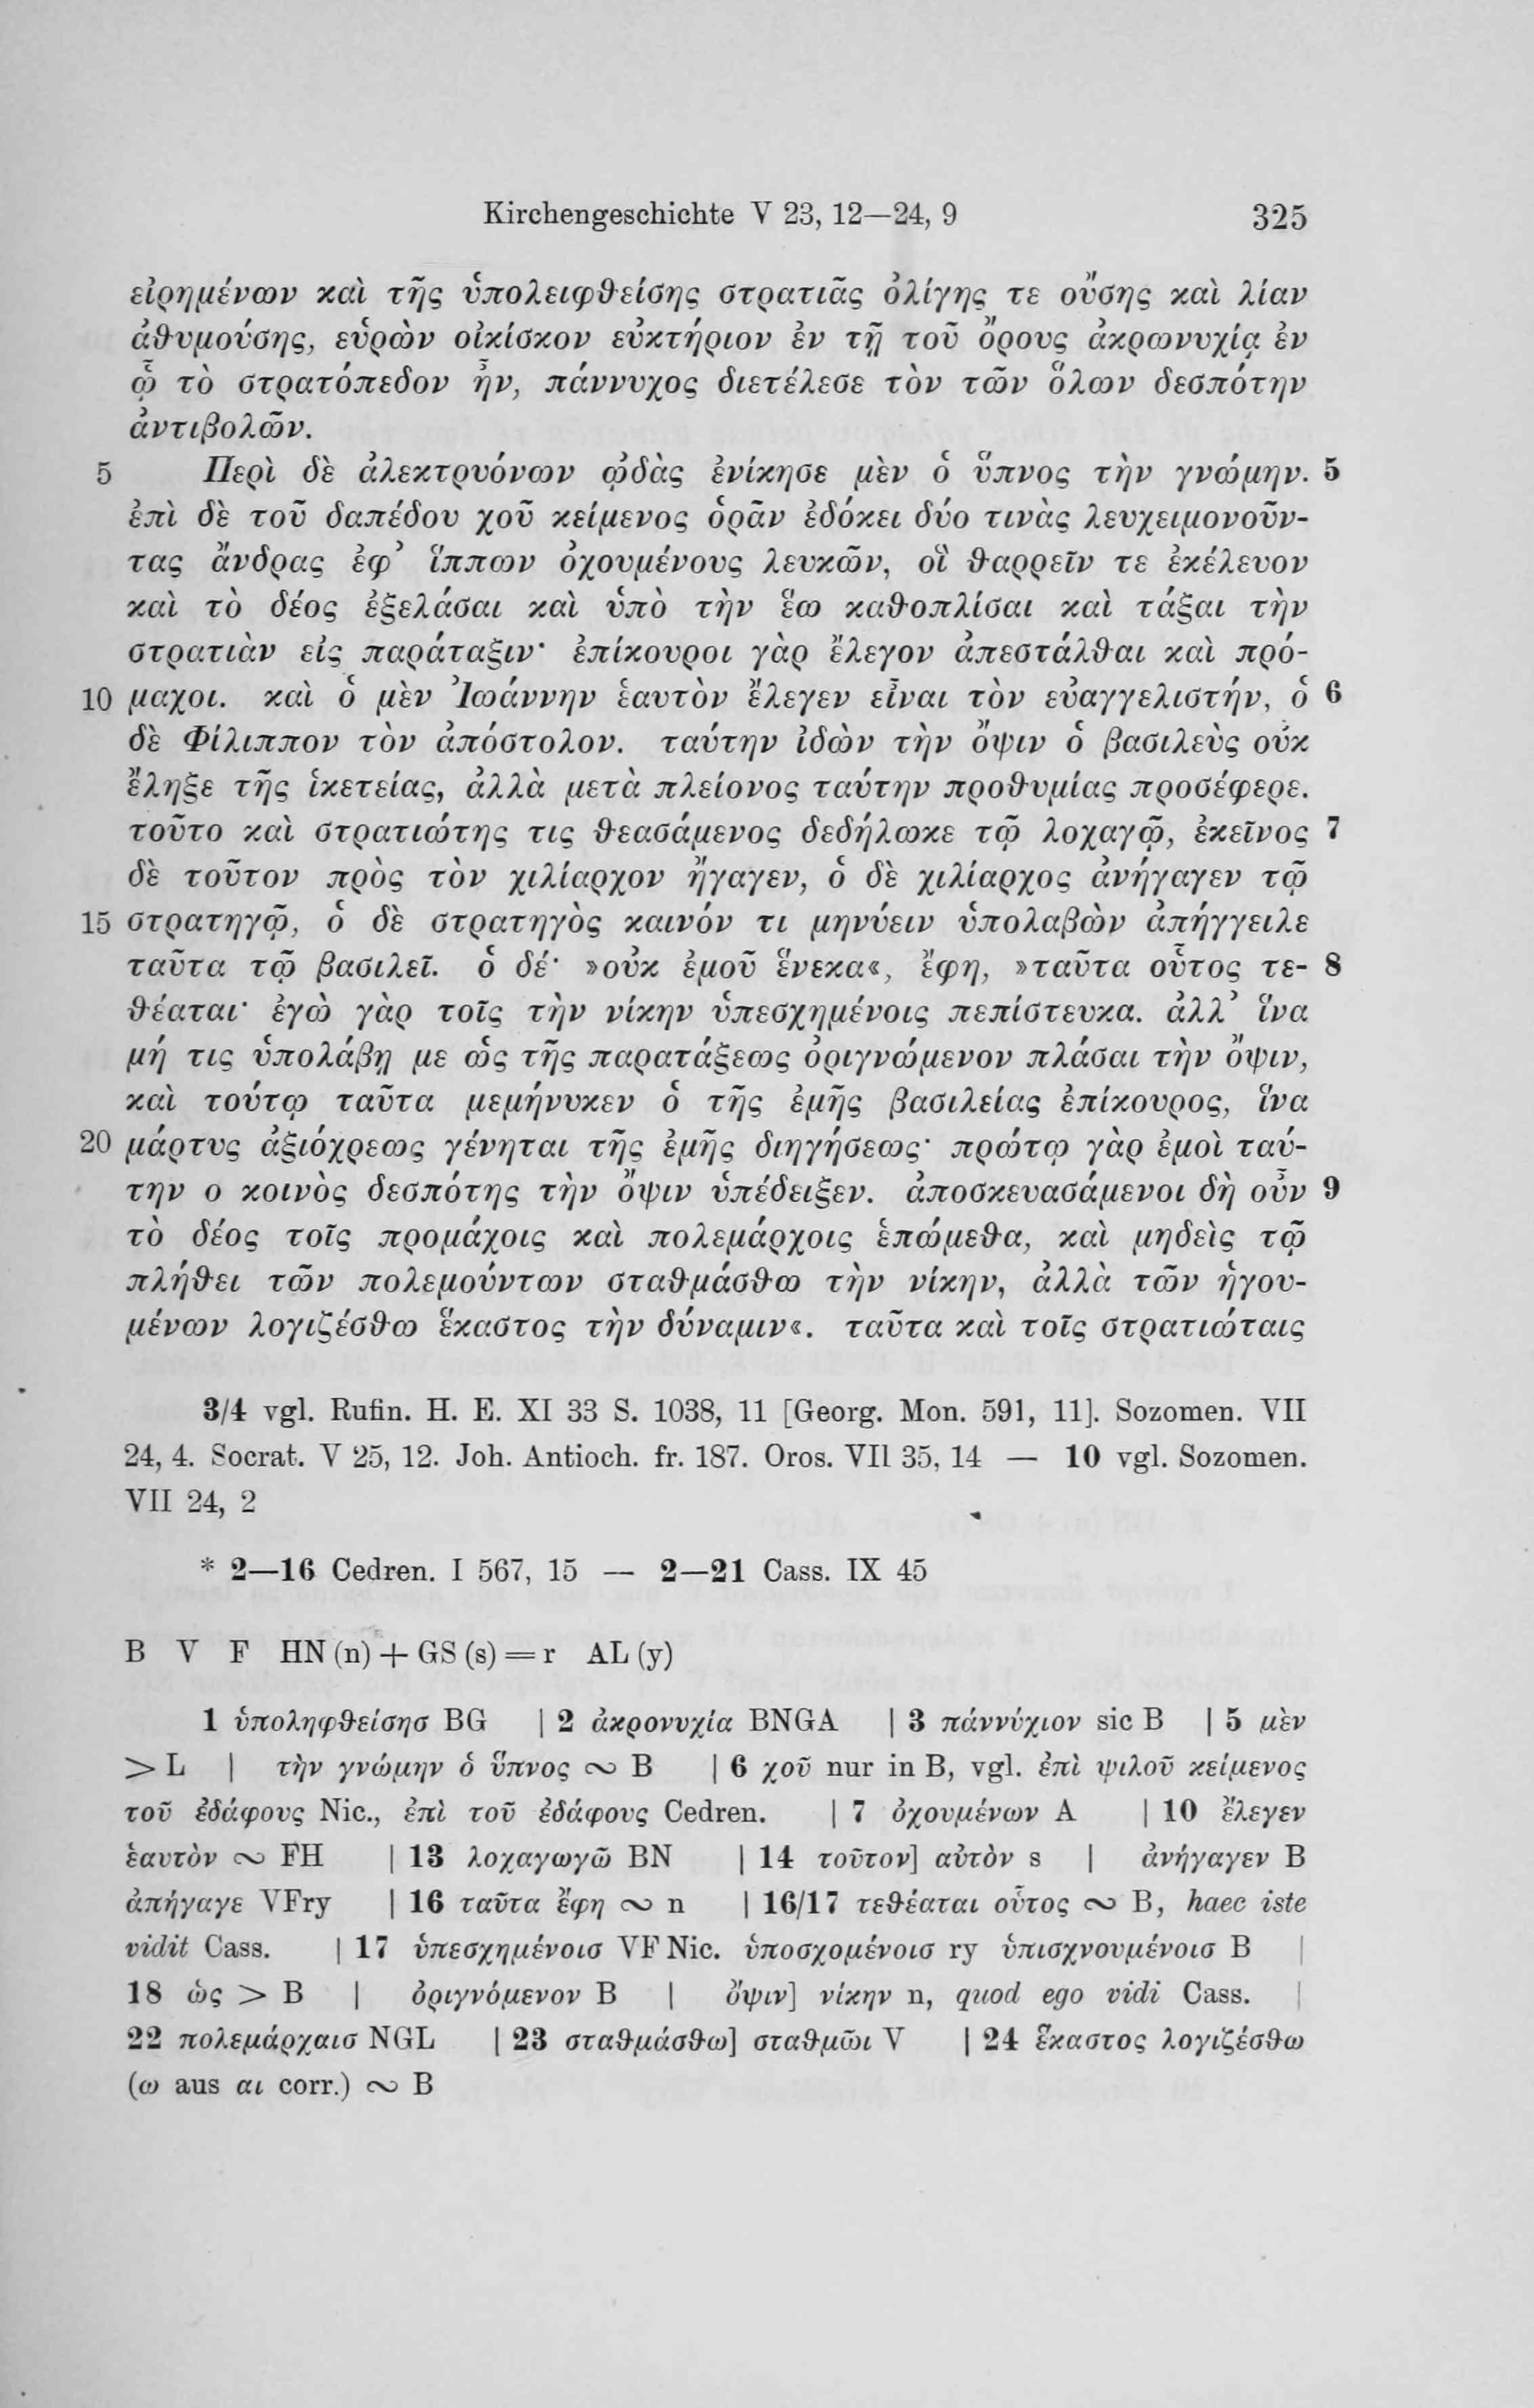 Kirchengeschichte V 23, 12—24, 9 325
εἰρημένων καὶ τῆς ὑπολειφθείσης στρατιᾶς ὀλίγης τε οὔσης καὶ λίαν
ἀθυμούσης, εὑρὼν οἰκίσκον εὐκτήριον ἐν τῇ τοῦ ὄρους ἀκρωνυχίᾳ ἐν
ᾧ τὸ στρατόπεδον ἦν, πάννυχος διετέλεσε τὸν τῶν ὅλων δεσπότην
ἀντιβολῶν.
5 Περὶ δὲ ἀλεκτρυόνων ᾠδὰς ἐνίκησε μὲν ὁ ὕπνος τὴν γνώμην. 5
ἐπὶ δὲ τοῦ δαπέδου χοῦ κείμενος ὁρᾶν ἐδόκει δύο τινὰς λευχειμονοῦν-
τας ἄνδρας ἐφ’ ἵππων ὀχουμένους λευκῶν, οἳ θαρρεῖν τε ἐκέλευον
καὶ τὸ δέος ἐξελάσαι καὶ ὑπὸ τὴν ἕω καθοπλίσαι καὶ τάξαι τὴν
στρατιὰν εἰς παράταξιν· ἐπίκουροι γὰρ ἔλεγον ἀπεστάλθαι καὶ πρό-
10 μαχοι. καὶ ὁ μὲν Ἰωάννην ἑαυτὸν ἔλεγεν εἶναι τὸν εὐαγγελιστήν, ὁ 6
δὲ Φίλιππον τὸν ἀπόστολον. ταύτην ἰδὼν τὴν ὄψιν ὁ βασιλεὺς οὐκ
ἔληξε τῆς ἱκετείας, ἀλλὰ μετὰ πλείονος ταύτην προθυμίας προσέφερε.
τοῦτο καὶ στρατιώτης τις θεασάμενος δεδήλωκε τῷ λοχαγῷ, ἐκεῖνος 7
δὲ τοῦτον πρὸς τὸν χιλίαρχον ἤγαγεν, ὁ δὲ χιλίαρχος ἀνήγαγεν τῷ
15 στρατηγῷ, ὁ δὲ στρατηγὸς καινόν τι μηνύειν ὑπολαβὼν ἀπήγγειλε
ταῦτα τῷ βασιλεῖ. ὁ δέ· »οὐκ ἐμοῦ ἕνεκα«, ἔφη, »ταῦτα οὗτος τε- 8
θέαται· ἐγὼ γὰρ τοῖς τὴν νίκην ὑπεσχημένοις πεπίστευκα. ἀλλ’ ἵνα
μή τις ὑπολάβῃ με ὡς τῆς παρατάξεως ὀριγνώμενον πλάσαι τὴν ὄψιν,
καὶ τούτῳ ταῦτα μεμήνυκεν ὁ τῆς ἐμῆς βασιλείας ἐπίκουρος, ἵνα
20 μάρτυς ἀξιόχρεως γένηται τῆς ἐμῆς διηγήσεως· πρώτῳ γὰρ ἐμοὶ ταύ-
την ο κοινὸς δεσπότης τὴν ὄψιν ὑπέδειξεν. ἀποσκευασάμενοι δὴ οὖν 9
τὸ δέος τοῖς προμάχοις καὶ πολεμάρχοις ἑπώμεθα, καὶ μηδεὶς τῷ
πλήθει τῶν πολεμούντων σταθμάσθω τὴν νίκην, ἀλλὰ τῶν ἡγου-
μένων λογιζέσθω ἕκαστος τὴν δύναμιν«. ταῦτα καὶ τοῖς στρατιώταις
3/4 vgl. Rufin. H. E. XI 33 S. 1038, 11 [Georg. Mon. 591, 11]. Sozomen. VII
24, 4. Socrat. V 25, 12. Joh. Antioch. fr. 187. Oros. VII 35, 14 — 10 vgl. Sozomen.
VII 24, 2
* 2—16 Cedren. I 567, 15 — 2—21 Cass. IX 45
B V F HN (n) + GS (s) = r AL (y)
1 ὑποληφθείσησ BG | 2 ἀκρονυχία BNGA | 3 πάννύχιον sic B | 5 μὲν
> L | τὴν γνώμην ὁ ὕπνος ∾ B | 6 χοῦ nur in B, vgl. ἐπὶ ψιλοῦ κείμενος
τοῦ ἐδάφους Nic., ἐπὶ τοῦ ἐδάφους Cedren. | 7 ὀχουμένων A | 10 ἔλεγεν
ἑαυτὸν ∾ FH | 13 λοχαγωγῶ BN | 14 τοῦτον] αὐτὸν s | ἀνήγαγεν B
ἀπήγαγε VFry | 16 ταῦτα ἔφη ∾ n | 16/17 τεθέαται οὗτος ∾ B, haec iste
vidit Cass. | 17 ὑπεσχημένοισ VF Nic. ὑποσχομένοισ ry ὑπισχνουμένοισ B |
18 ὡς > B | ὀριγνόμενον B | ὄψιν] νίκην n, quod ego vidi Cass. |
22 πολεμάρχαισ NGL | 23 σταθμάσθω] σταθμῶι V | 24 ἕκαστος λογιζέσθω
(ω aus αι corr.) ∾ B